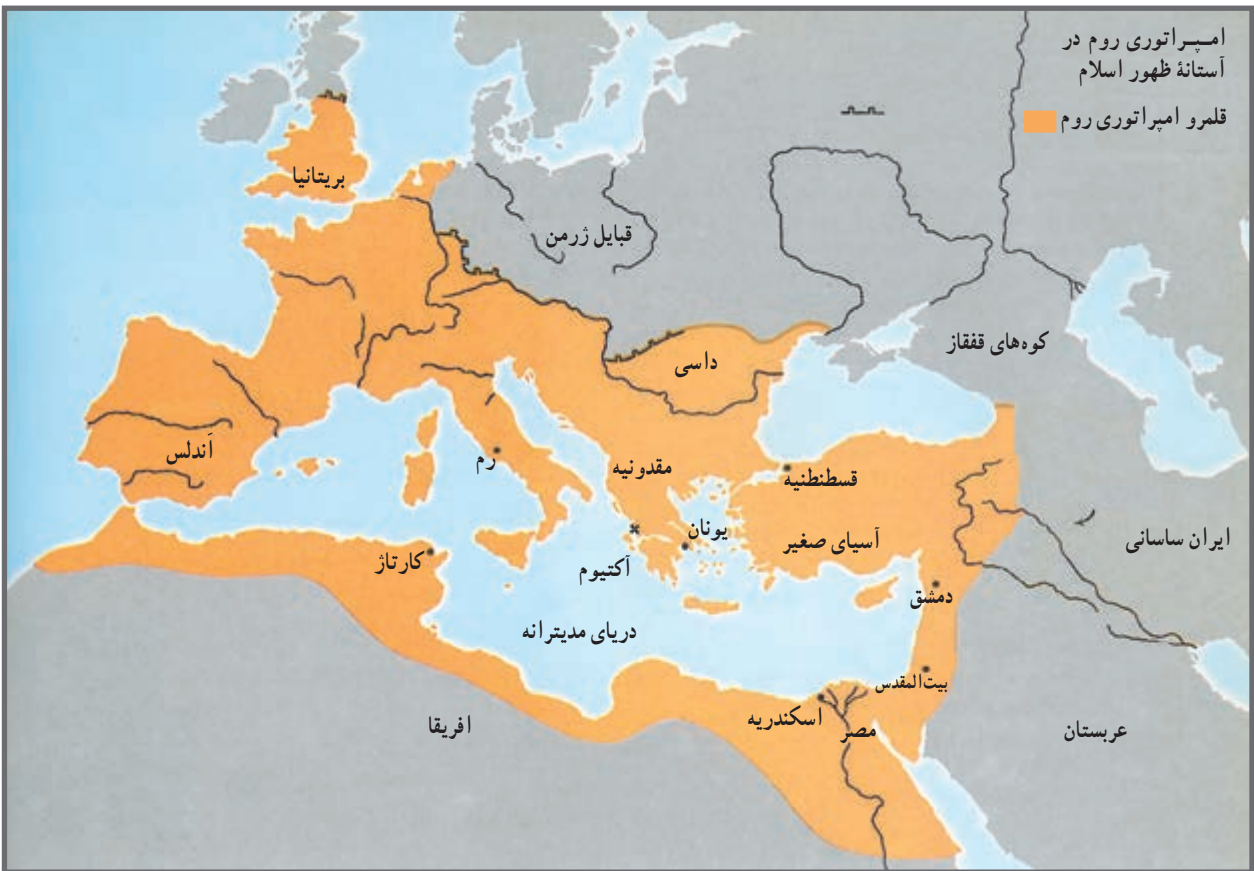 امپراتوری روم در
آستانهٔ ظهور اسلام
قلمرو امپراتوری روم
بریتانیا
قبایل ژرمن
کوه‌های قفقاز
داسی
آندلس
رم
مقدونیه
قسطنطنیه
یونان
آسیای صغیر
ایران ساسانی
کارتاژ
آکتیوم
دمشق
دریای مدیترانه
بیت‌المقدس
اسکندریه
مصر
افریقا
عربستان